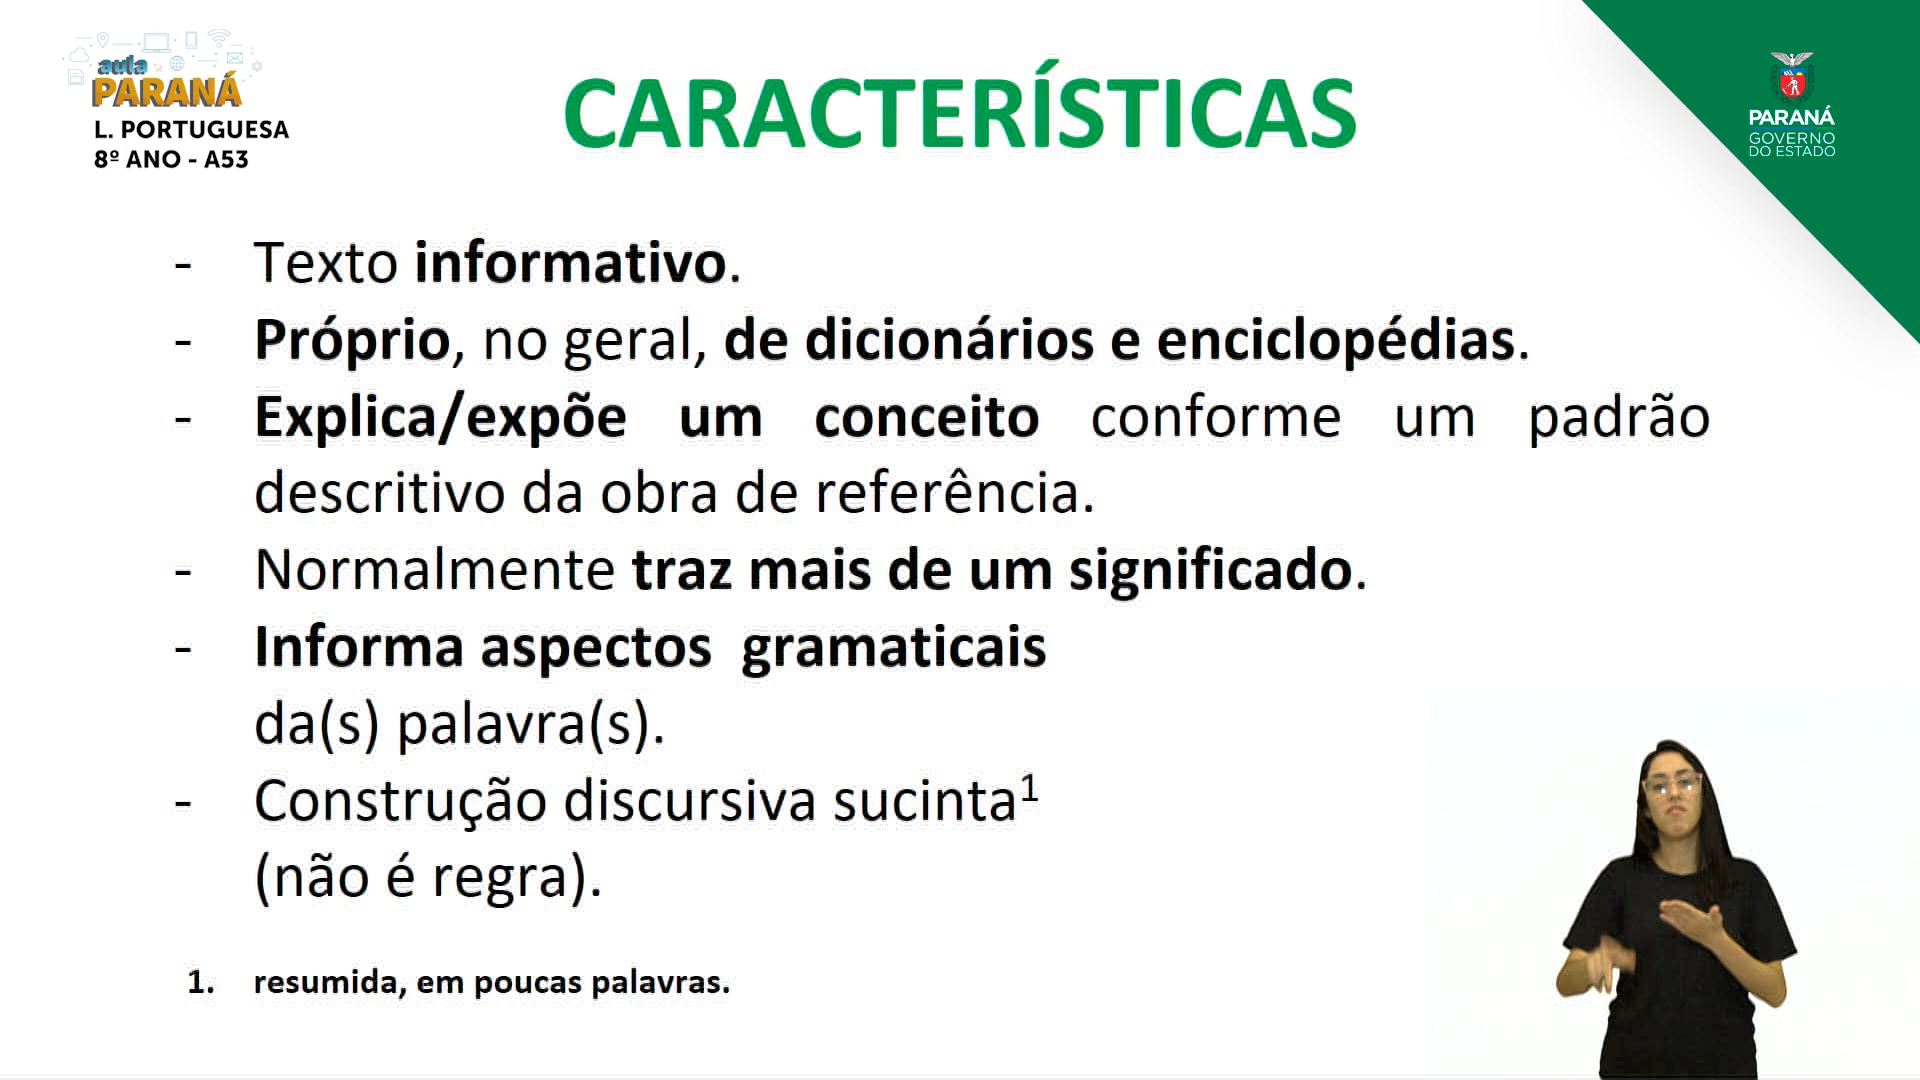 aula
PARANÁ
L. PORTUGUESA
8º ANO - A53
CARACTERÍSTICAS
PARANÁ
GOVERNO
DO ESTADO
- Texto informativo.
- Próprio, no geral, de dicionários e enciclopédias.
- Explica/expõe um conceito conforme um padrão
descritivo da obra de referência.
- Normalmente traz mais de um significado.
- Informa aspectos gramaticais
da(s) palavra(s).
- Construção discursiva sucinta¹
(não é regra).
1. resumida, em poucas palavras.